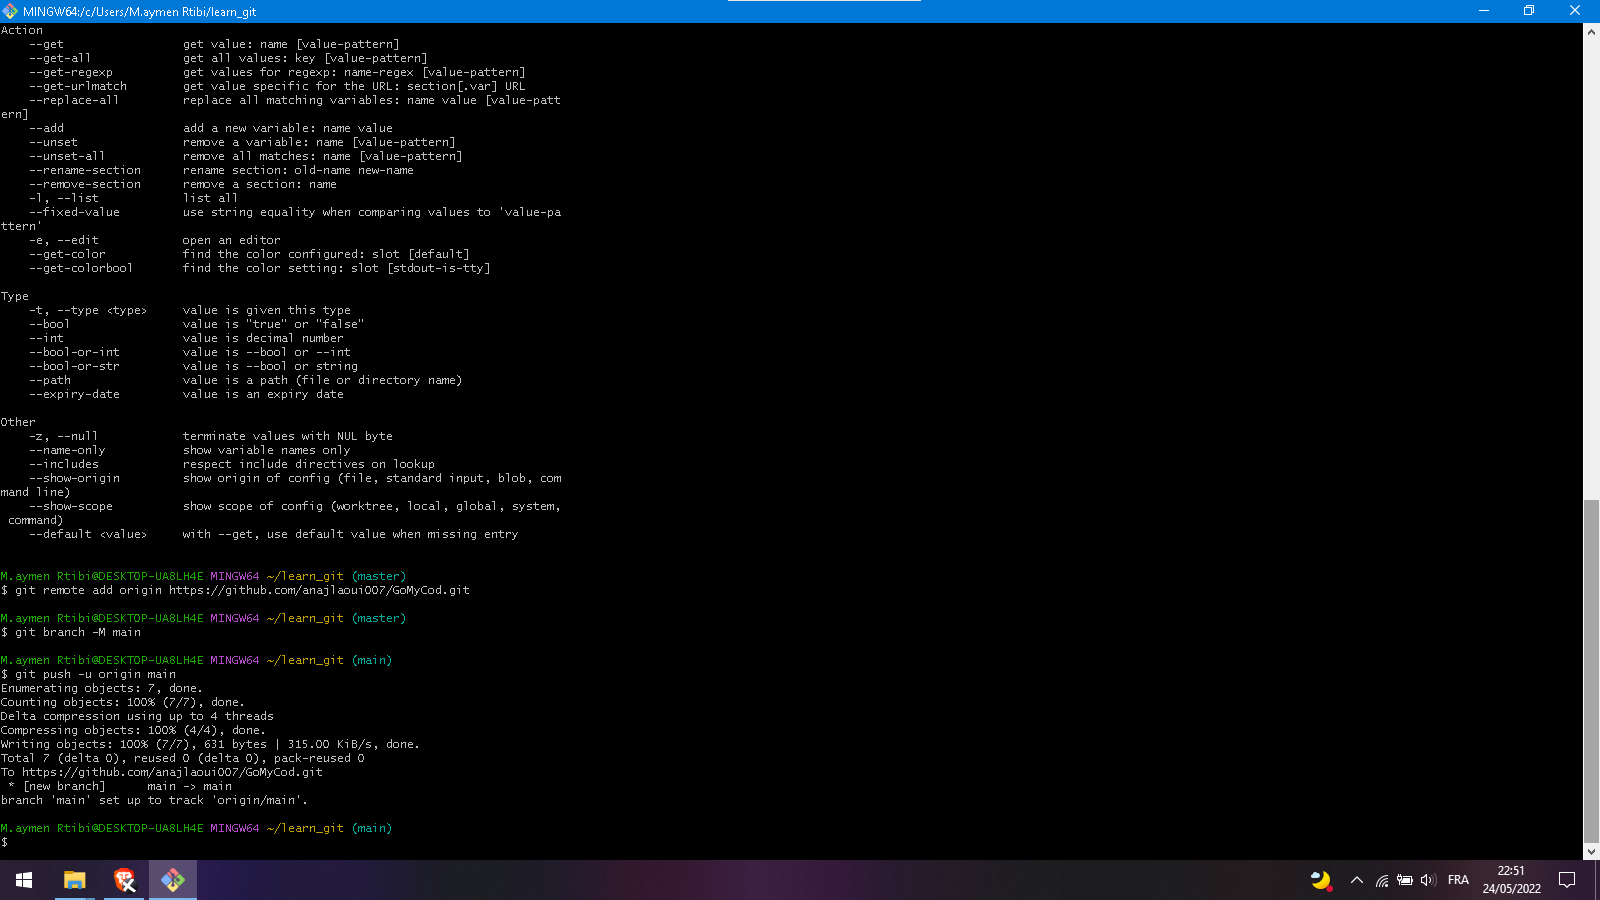 MINGW64:/c/Users/M.aymen Rtibi/learn_git
Action
    --get                 get value: name [value-pattern]
    --get-all             get all values: key [value-pattern]
    --get-regexp          get values for regexp: name-regex [value-pattern]
    --get-urlmatch        get value specific for the URL: section[.var] URL
    --replace-all         replace all matching variables: name value [value-patt
ern]
    --add                 add a new variable: name value
    --unset               remove a variable: name [value-pattern]
    --unset-all           remove all matches: name [value-pattern]
    --rename-section      rename section: old-name new-name
    --remove-section      remove a section: name
    -l, --list            list all
    --fixed-value         use string equality when comparing values to 'value-pa
ttern'
    -e, --edit            open an editor
    --get-color           find the color configured: slot [default]
    --get-colorbool       find the color setting: slot [stdout-is-tty]
Type
    -t, --type <type>     value is given this type
    --bool                value is "true" or "false"
    --int                 value is decimal number
    --bool-or-int         value is --bool or --int
    --bool-or-str         value is --bool or string
    --path                value is a path (file or directory name)
    --expiry-date         value is an expiry date
Other
    -z, --null            terminate values with NUL byte
    --name-only           show variable names only
    --includes            respect include directives on lookup
    --show-origin         show origin of config (file, standard input, blob, com
mand line)
    --show-scope          show scope of config (worktree, local, global, system,
 command)
    --default <value>     with --get, use default value when missing entry
M.aymen Rtibi@DESKTOP-UA8LH4E MINGW64 ~/learn_git (master)
$ git remote add origin https://github.com/anajlaoui007/GoMyCod.git
M.aymen Rtibi@DESKTOP-UA8LH4E MINGW64 ~/learn_git (master)
$ git branch -M main
M.aymen Rtibi@DESKTOP-UA8LH4E MINGW64 ~/learn_git (main)
$ git push -u origin main
Enumerating objects: 7, done.
Counting objects: 100% (7/7), done.
Delta compression using up to 4 threads
Compressing objects: 100% (4/4), done.
Writing objects: 100% (7/7), 631 bytes | 315.00 KiB/s, done.
Total 7 (delta 0), reused 0 (delta 0), pack-reused 0
To https://github.com/anajlaoui007/GoMyCod.git
 * [new branch]      main -> main
branch 'main' set up to track 'origin/main'.
M.aymen Rtibi@DESKTOP-UA8LH4E MINGW64 ~/learn_git (main)
$
FRA
22:51
24/05/2022